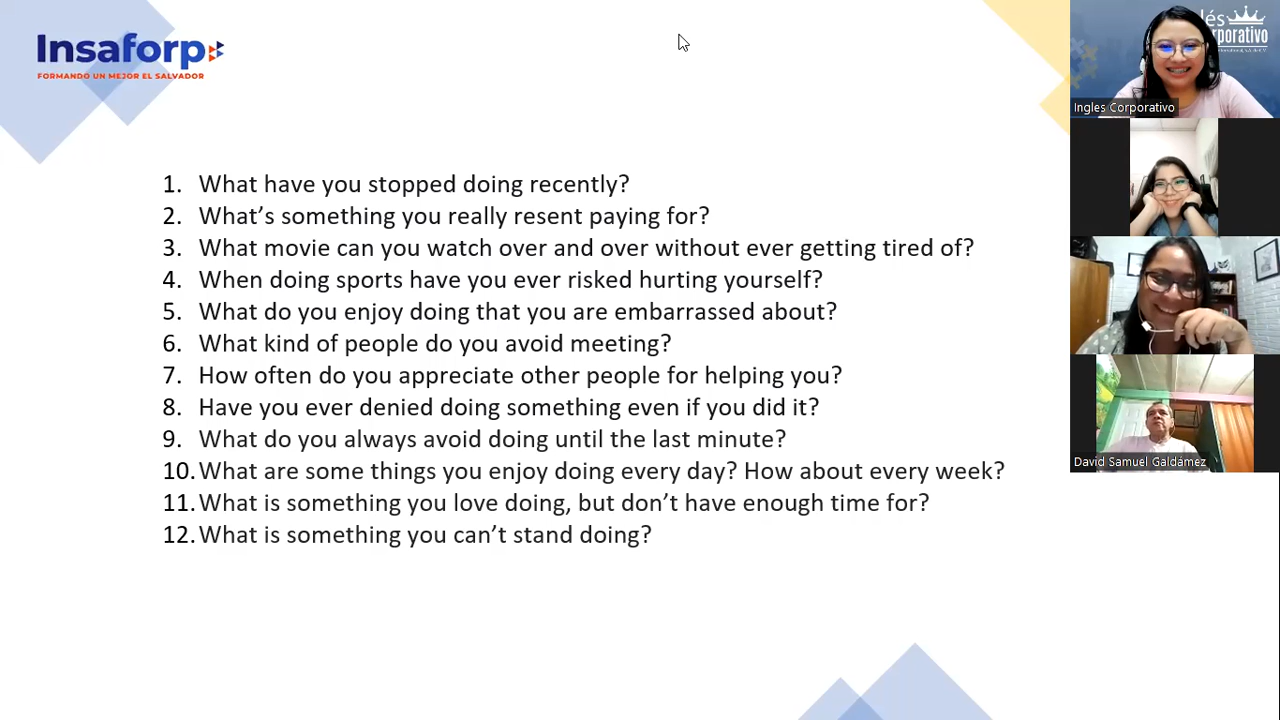 Insaforp
FORMANDO UN MEJOR EL SALVADOR
1. What have you stopped doing recently?
2. What's something you really resent paying for?
3. What movie can you watch over and over without ever getting tired of?
4. When doing sports have you ever risked hurting yourself?
5. What do you enjoy doing that you are embarrassed about?
6. What kind of people do you avoid meeting?
7. How often do you appreciate other people for helping you?
8. Have you ever denied doing something even if you did it?
9. What do you always avoid doing until the last minute?
10. What are some things you enjoy doing every day? How about every week?
11. What is something you love doing, but don't have enough time for?
12. What is something you can't stand doing?
Ingles Corporativo
David Samuel Galdámez